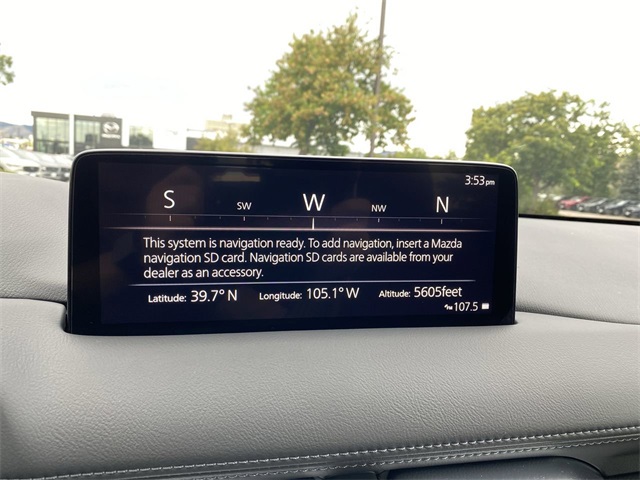 3:53pm
S SW W NW N
This system is navigation ready. To add navigation, insert a Mazda
navigation SD card. Navigation SD cards are available from your
dealer as an accessory.
Latitude: 39.7° N Longitude: 105.1° W Altitude: 5605feet
107.5